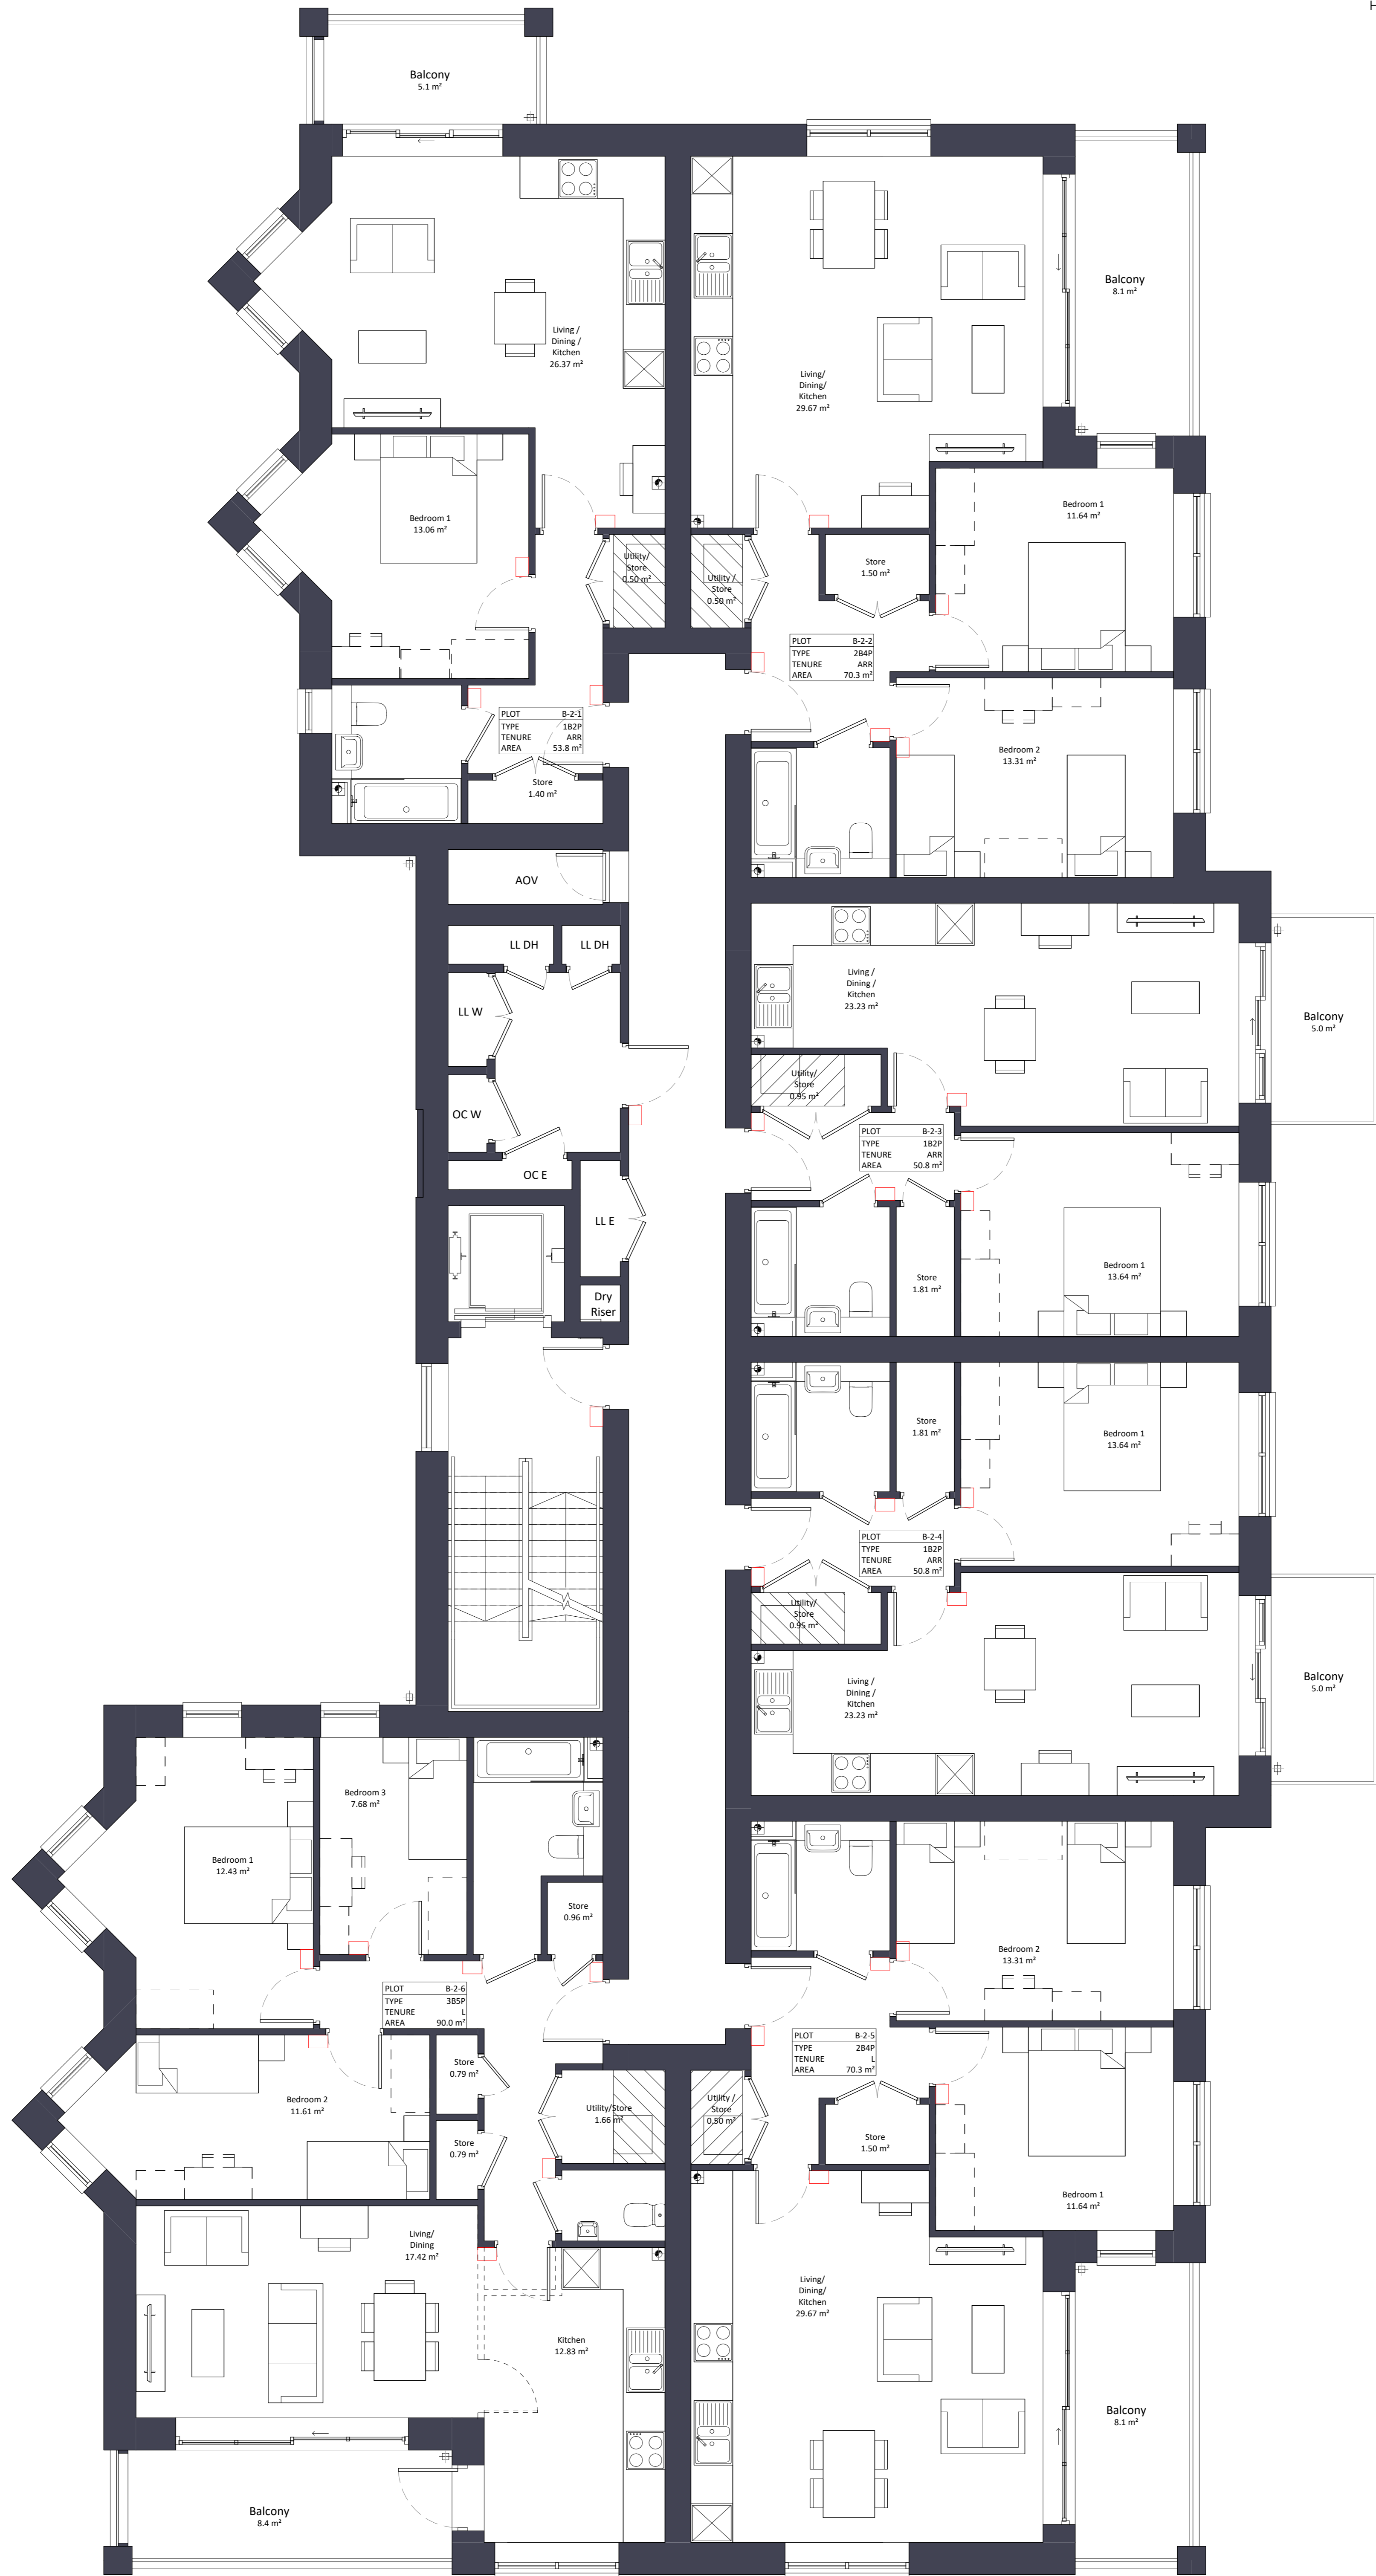 H
Balcony
5.1 m²
Living /
Dining /
Kitchen
26.37 m²
Living/
Dining/
Kitchen
29.67 m²
Balcony
8.1 m²
Bedroom 1
13.06 m²
Bedroom 1
11.64 m²
Utility/
Store
0.50 m²
Utility /
Store
0.50 m²
Store
1.50 m²
PLOT B-2-2
TYPE 2B4P
TENURE ARR
AREA 70.3 m²
PLOT B-2-1
TYPE 1B2P
TENURE ARR
AREA 53.8 m²
Bedroom 2
13.31 m²
Store
1.40 m²
AOV
LL DH
LL DH
LL W
OC W
OC E
LL E
Dry
Riser
Living /
Dining /
Kitchen
23.23 m²
Balcony
5.0 m²
Utility/
Store
0.95 m²
PLOT B-2-3
TYPE 1B2P
TENURE ARR
AREA 50.8 m²
Store
1.81 m²
Bedroom 1
13.64 m²
Store
1.81 m²
Bedroom 1
13.64 m²
PLOT B-2-4
TYPE 1B2P
TENURE ARR
AREA 50.8 m²
Utility/
Store
0.95 m²
Living /
Dining /
Kitchen
23.23 m²
Balcony
5.0 m²
Bedroom 3
7.68 m²
Bedroom 1
12.43 m²
Store
0.96 m²
Bedroom 2
13.31 m²
PLOT B-2-6
TYPE 3B5P
TENURE L
AREA 90.0 m²
PLOT B-2-5
TYPE 2B4P
TENURE L
AREA 70.3 m²
Store
0.79 m²
Bedroom 2
11.61 m²
Utility/Store
1.66 m²
Utility /
Store
0.50 m²
Store
0.79 m²
Store
1.50 m²
Bedroom 1
11.64 m²
Living/
Dining
17.42 m²
Living/
Dining/
Kitchen
29.67 m²
Kitchen
12.83 m²
Balcony
8.1 m²
Balcony
8.4 m²